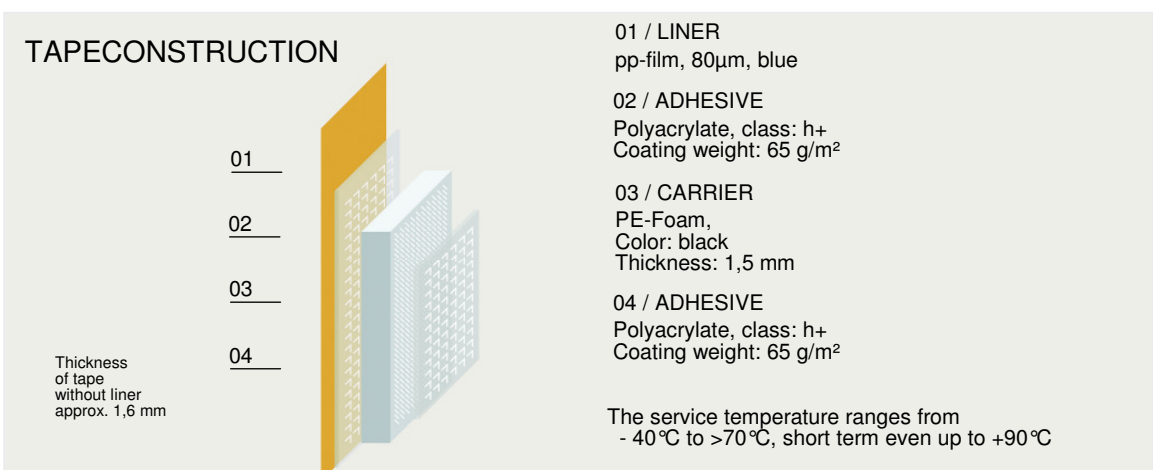 TAPECONSTRUCTION
01
02
03
04
Thickness
of tape
without liner
approx. 1,6 mm
01 / LINER
pp-film, 80µm, blue
02 / ADHESIVE
Polyacrylate, class: h+
Coating weight: 65 g/m²
03 / CARRIER
PE-Foam,
Color: black
Thickness: 1,5 mm
04 / ADHESIVE
Polyacrylate, class: h+
Coating weight: 65 g/m²
The service temperature ranges from
- 40°C to >70°C, short term even up to +90°C